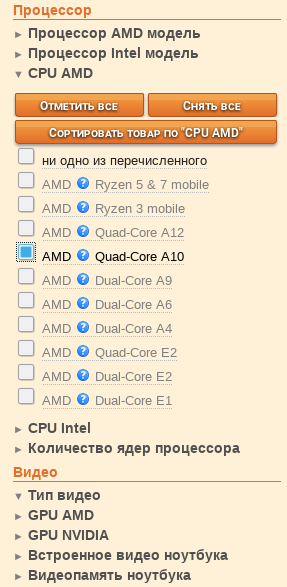 Процессор
► Процессор AMD модель
► Процессор Intel модель
▼ CPU AMD
Отметить все Снять все
Сортировать товар по "CPU AMD"
ни одно из перечисленного
AMD ? Ryzen 5 & 7 mobile
AMD ? Ryzen 3 mobile
AMD ? Quad-Core A12
AMD ? Quad-Core A10
AMD ? Dual-Core A9
AMD ? Dual-Core A6
AMD ? Dual-Core A4
AMD ? Quad-Core E2
AMD ? Dual-Core E2
AMD ? Dual-Core E1
► CPU Intel
► Количество ядер процессора
Видео
▼ Тип видео
► GPU AMD
► GPU NVIDIA
► Встроенное видео ноутбука
► Видеопамять ноутбука